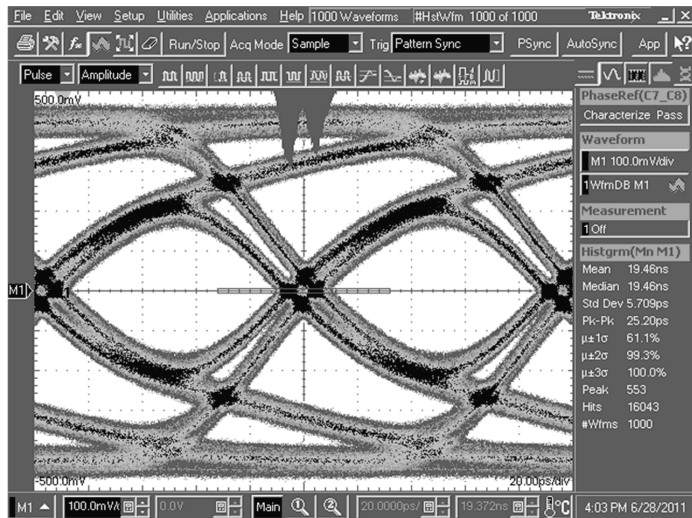 File Edit View Setup Utilities Applications Help 1000 Waveforms #HstWfm 1000 of 1000 Tektronix
Run/Stop Acq Mode Sample Trig Pattern Sync PSync AutoSync App
Pulse Amplitude
500.0mV
PhaseRef(C7_C8)
Characterize Pass
Waveform
M1 100.0mV/div
1 WfmDB M1
Measurement
1 Off
Histgrm(Mn M1)
Mean 19.46ns
Median 19.46ns
Std Dev 5.709ps
Pk-Pk 25.20ps
µ±1σ 61.1%
µ±2σ 99.3%
µ±3σ 100.0%
Peak 553
Hits 16043
#Wfms 1000
M1
-500.0mV 20.00ps/div
M1 100.0mV/ 0.0V Main 20.0000ps/ 19.372ns °C 4:03 PM 6/28/2011